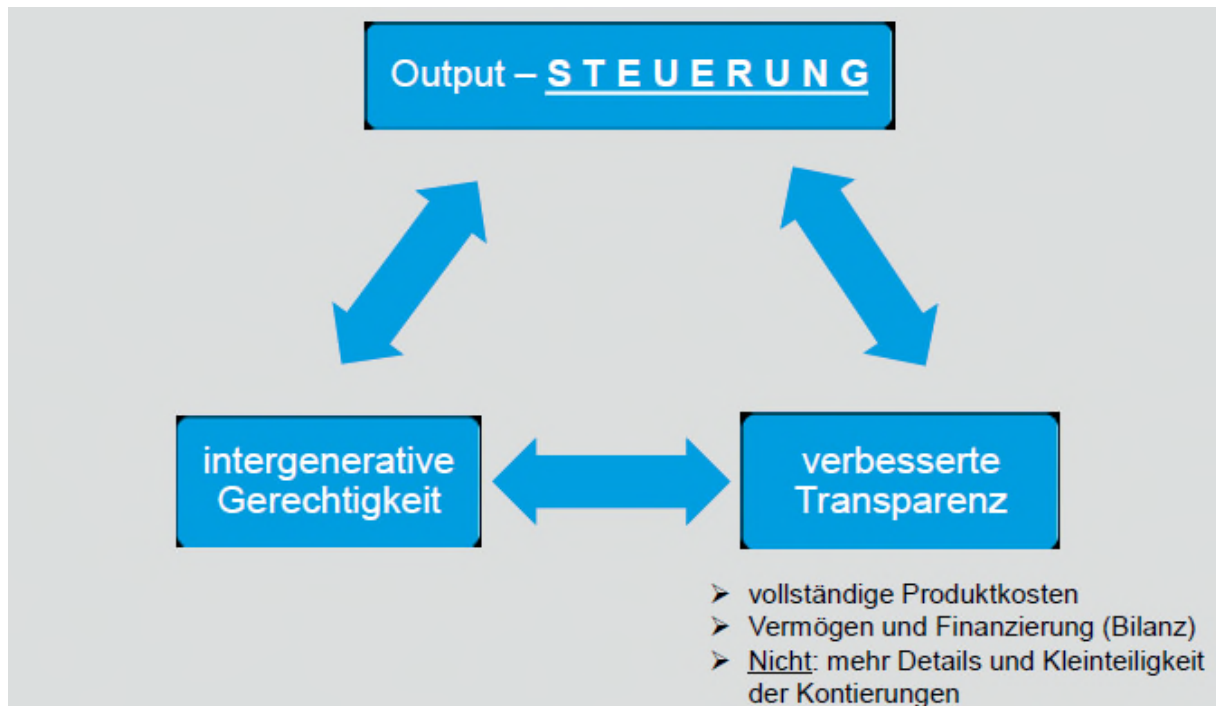 Output – S T E U E R U N G
intergenerative
Gerechtigkeit
verbesserte
Transparenz
➢ vollständige Produktkosten
➢ Vermögen und Finanzierung (Bilanz)
➢ Nicht: mehr Details und Kleinteiligkeit
der Kontierungen